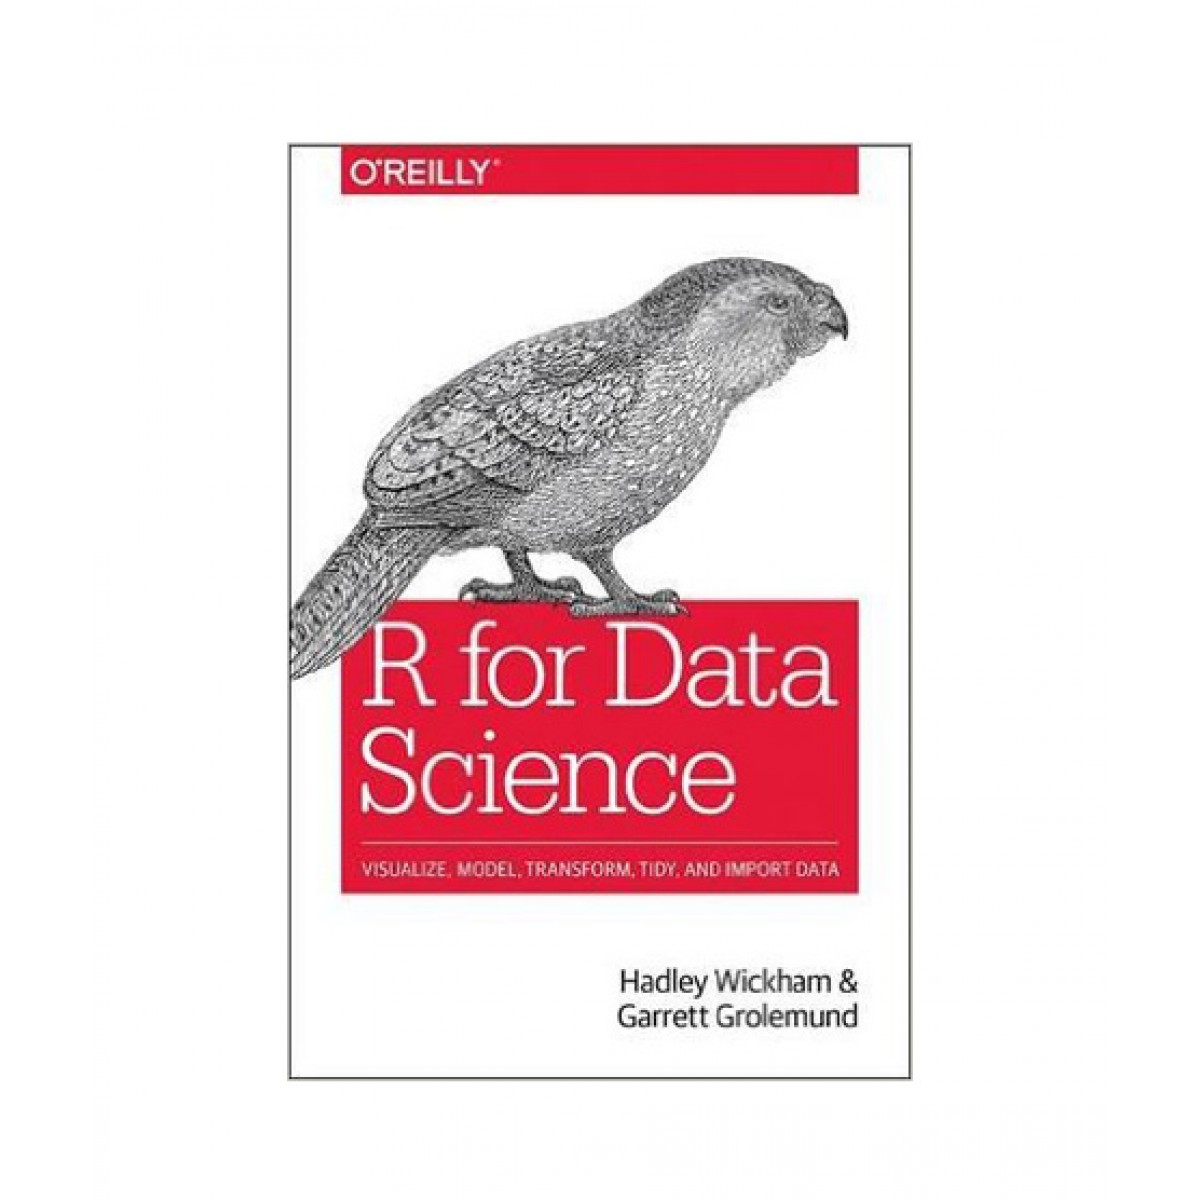 O'REILLY®
R for Data
Science
VISUALIZE, MODEL, TRANSFORM, TIDY, AND IMPORT DATA
Hadley Wickham &
Garrett Grolemund